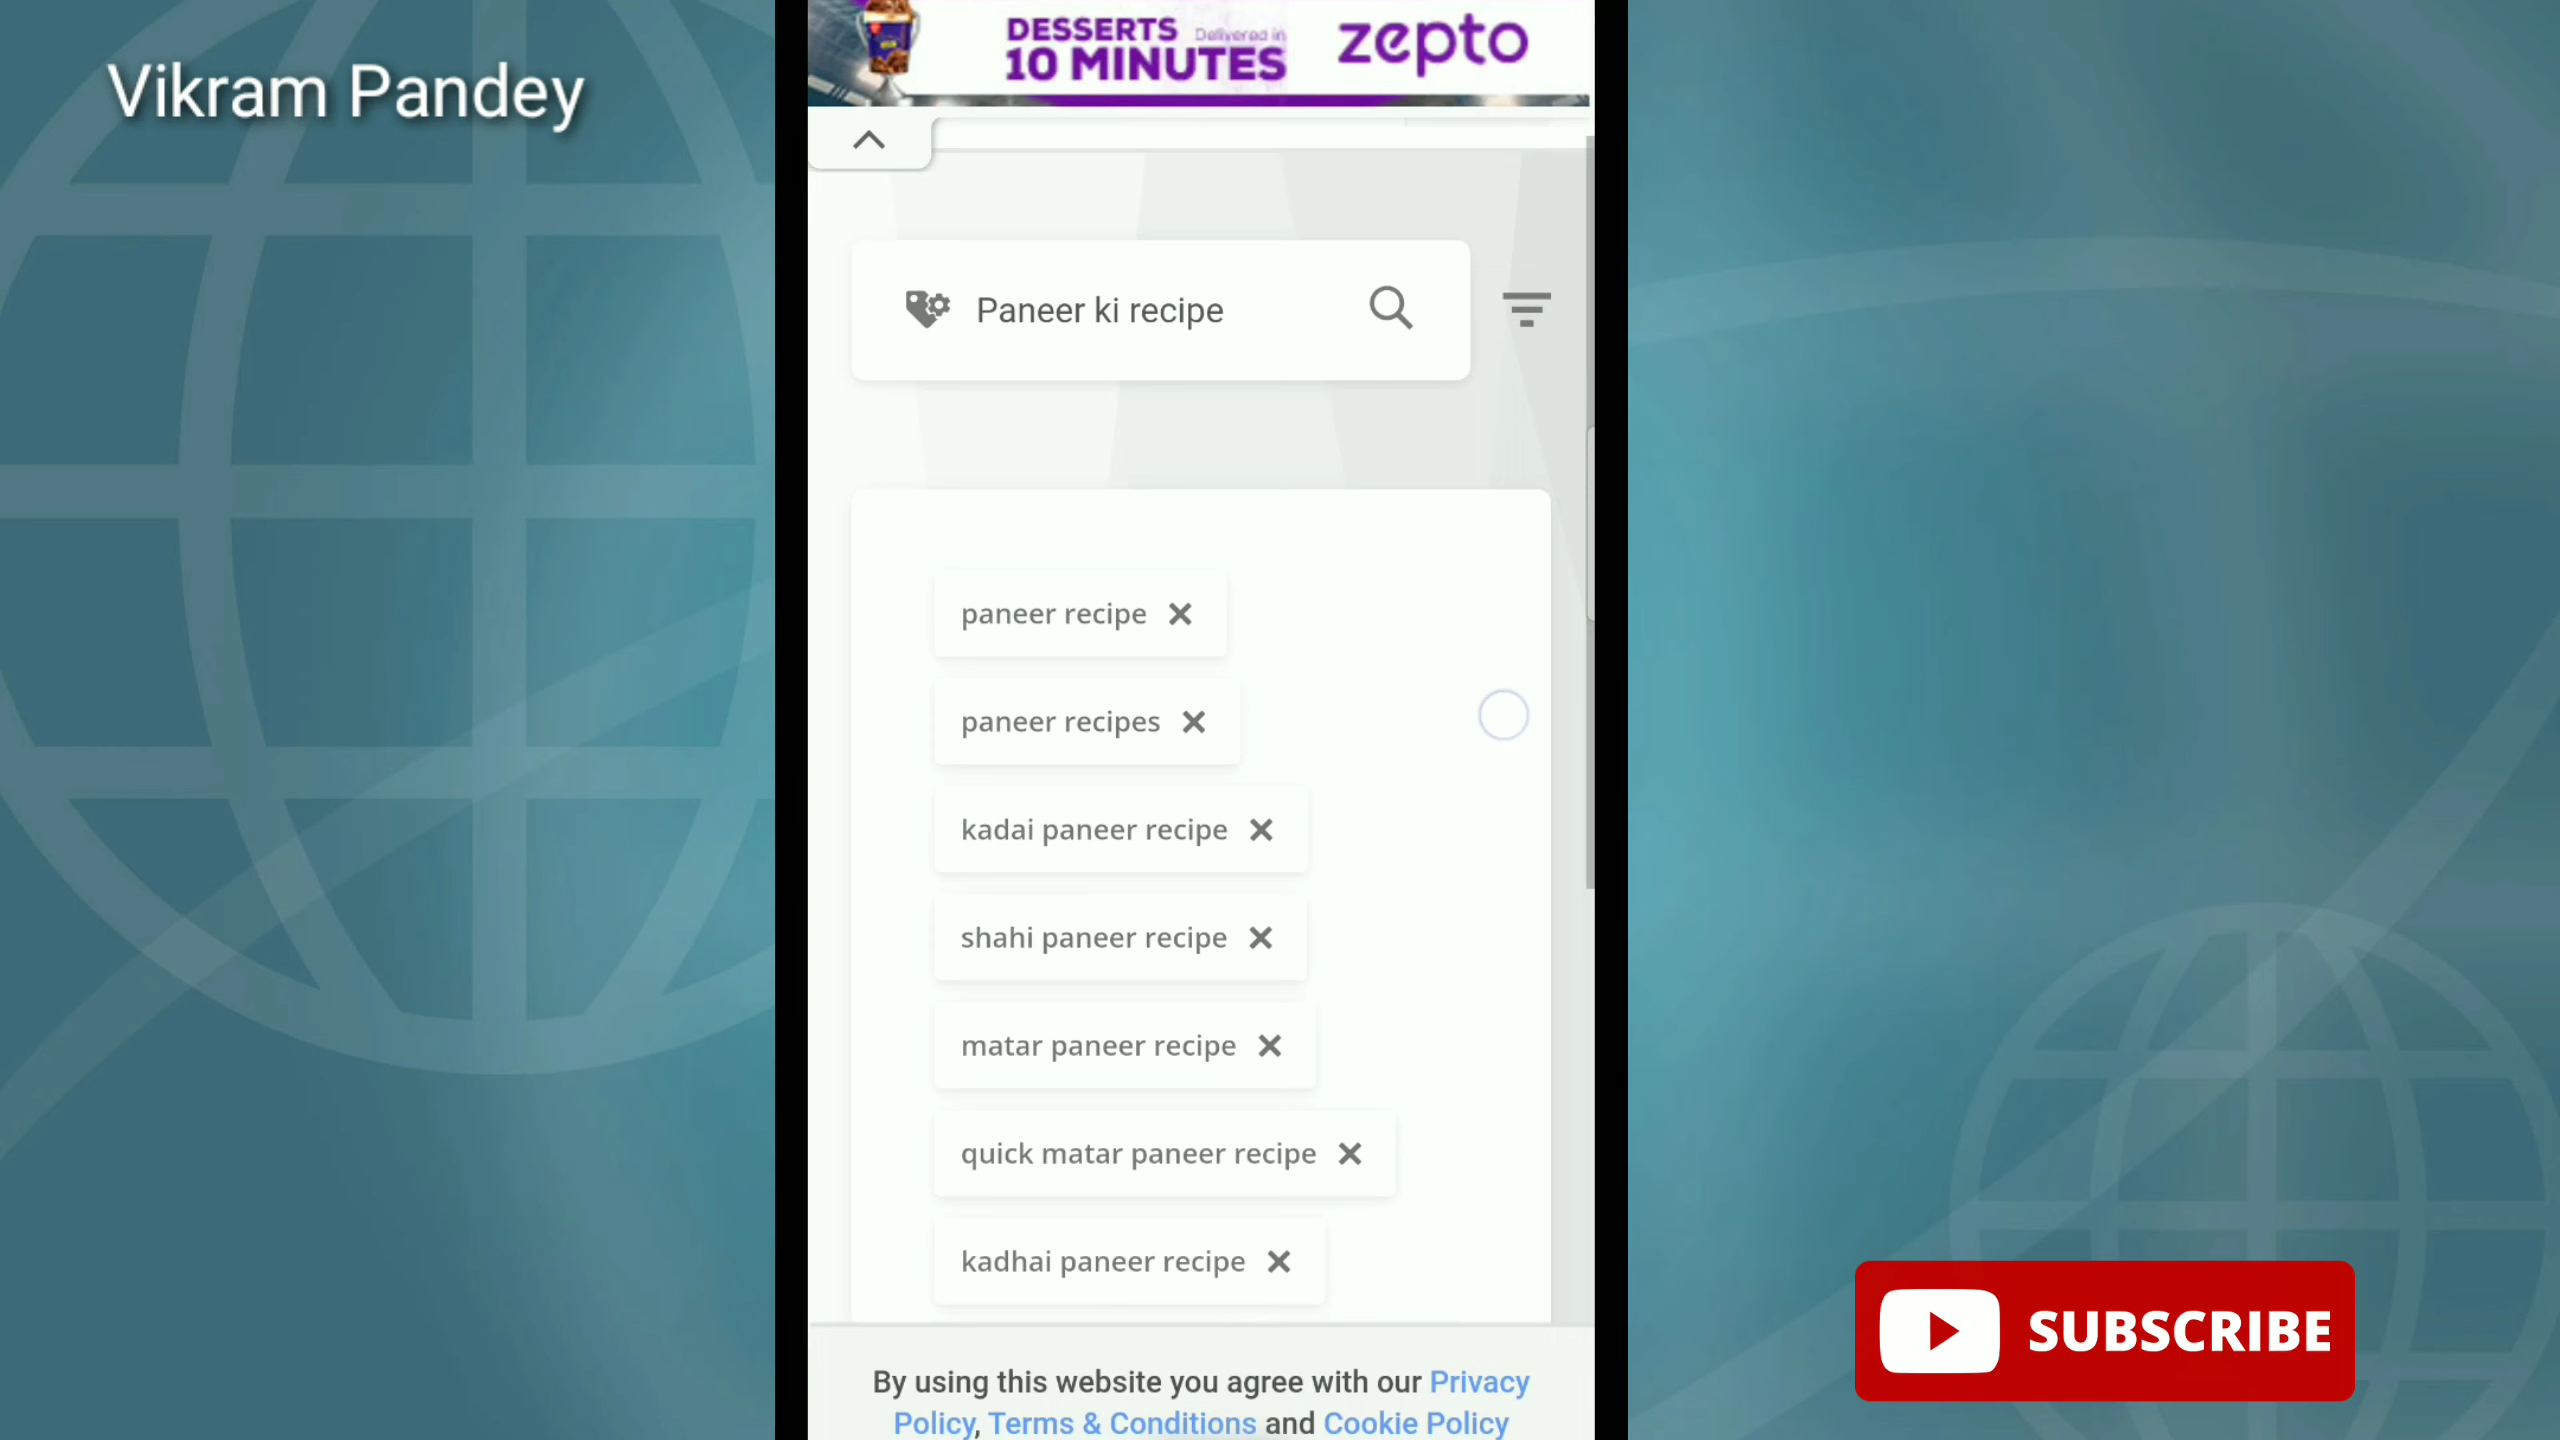 Vikram Pandey
DESSERTS Delivered in
10 MINUTES
zepto
Paneer ki recipe
paneer recipe
paneer recipes
kadai paneer recipe
shahi paneer recipe
matar paneer recipe
quick matar paneer recipe
kadhai paneer recipe
By using this website you agree with our Privacy
Policy, Terms & Conditions and Cookie Policy
SUBSCRIBE